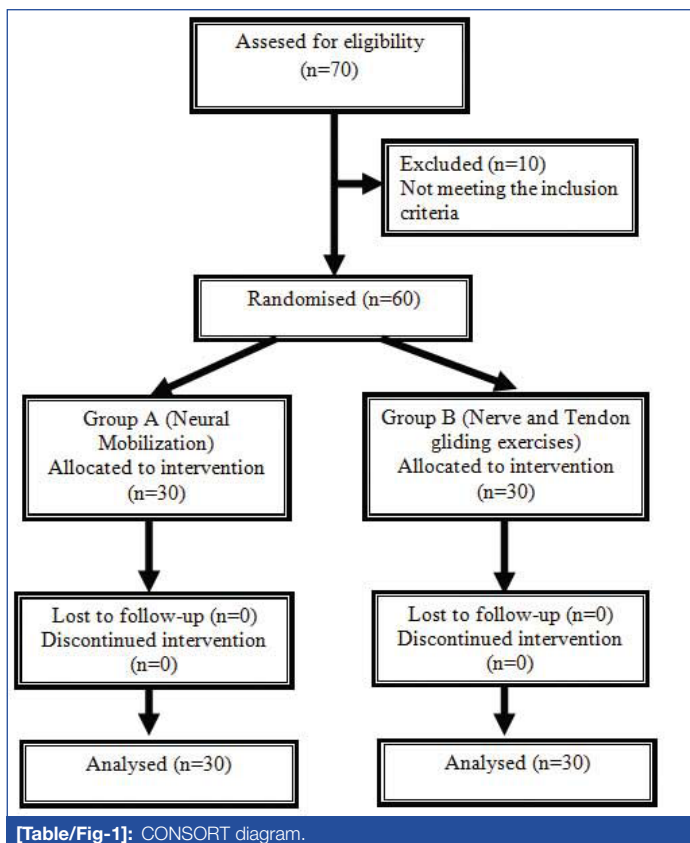 Assesed for eligibility
(n=70)
Excluded (n=10)
Not meeting the inclusion
criteria
Randomised (n=60)
Group A (Neural
Mobilization)
Allocated to intervention
(n=30)
Group B (Nerve and Tendon
gliding exercises)
Allocated to intervention
(n=30)
Lost to follow-up (n=0)
Discontinued intervention
(n=0)
Lost to follow-up (n=0)
Discontinued intervention
(n=0)
Analysed (n=30)
Analysed (n=30)
[Table/Fig-1]: CONSORT diagram.